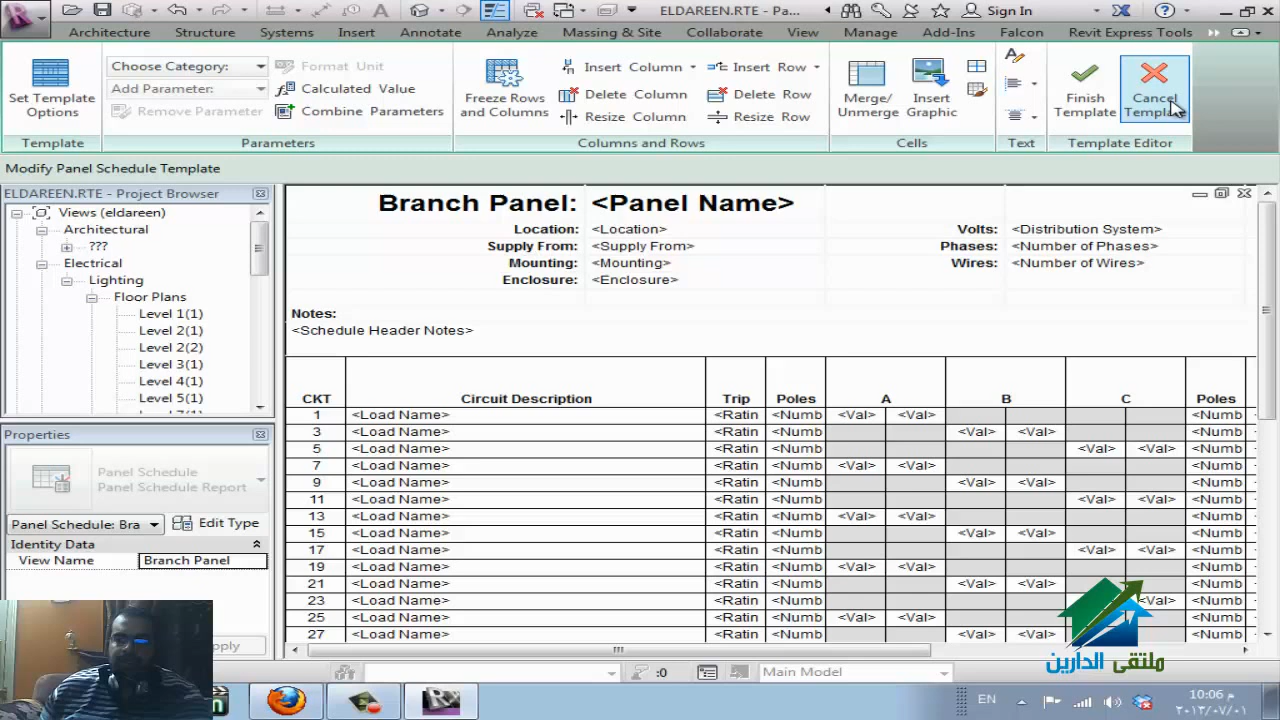 ELDAREEN.RTE - Pa...
Sign In
Architecture Structure Systems Insert Annotate Analyze Massing & Site Collaborate View Manage Add-Ins Falcon Revit Express Tools
Choose Category: Format Unit Insert Column Insert Row
Set Template Options
Add Parameter: Calculated Value
Freeze Rows and Columns
Delete Column Delete Row
Merge/ Unmerge
Insert Graphic
Finish Template
Cancel Template
Remove Parameter Combine Parameters Resize Column Resize Row
Template Parameters Columns and Rows Cells Text Template Editor
Modify Panel Schedule Template
ELDAREEN.RTE - Project Browser
Views (eldareen)
Architectural
???
Electrical
Lighting
Floor Plans
Level 1(1)
Level 2(1)
Level 2(2)
Level 3(1)
Level 4(1)
Level 5(1)
Properties
Panel Schedule
Panel Schedule Report
Panel Schedule: Bra Edit Type
Identity Data
View Name Branch Panel
pply
Branch Panel: <Panel Name>
Location: <Location> Volts: <Distribution System>
Supply From: <Supply From> Phases: <Number of Phases>
Mounting: <Mounting> Wires: <Number of Wires>
Enclosure: <Enclosure>
Notes:
<Schedule Header Notes>
CKT Circuit Description Trip Poles A B C Poles
1 <Load Name> <Ratin <Numb <Val> <Val> <Numb
3 <Load Name> <Ratin <Numb <Val> <Val> <Numb
5 <Load Name> <Ratin <Numb <Val> <Val> <Numb
7 <Load Name> <Ratin <Numb <Val> <Val> <Numb
9 <Load Name> <Ratin <Numb <Val> <Val> <Numb
11 <Load Name> <Ratin <Numb <Val> <Val> <Numb
13 <Load Name> <Ratin <Numb <Val> <Val> <Numb
15 <Load Name> <Ratin <Numb <Val> <Val> <Numb
17 <Load Name> <Ratin <Numb <Val> <Val> <Numb
19 <Load Name> <Ratin <Numb <Val> <Val> <Numb
21 <Load Name> <Ratin <Numb <Val> <Val> <Numb
23 <Load Name> <Ratin <Numb <Val> <Numb
25 <Load Name> <Ratin <Numb <Val> <Val> <Numb
27 <Load Name> <Ratin <Numb <Val> <Val> <Numb
ملتقى الدارين
:0 Main Model
EN
10:06 م
٢٠١٣/٠٧/٠١